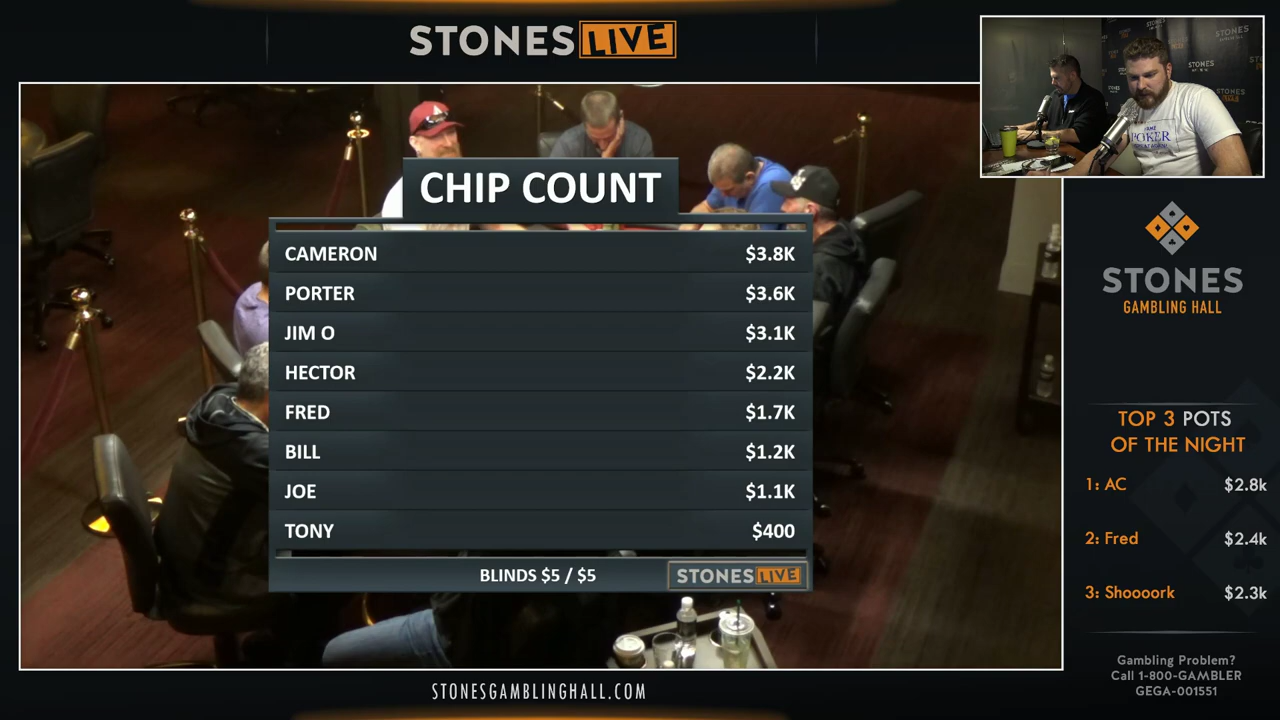 STONES LIVE
CHIP COUNT
CAMERON $3.8K
PORTER $3.6K
JIM O $3.1K
HECTOR $2.2K
FRED $1.7K
BILL $1.2K
JOE $1.1K
TONY $400
BLINDS $5 / $5
STONES LIVE
STONESGAMBLINGHALL.COM
POKER
STONES
STONES
STONES
GAMBLING HALL
TOP 3 POTS
OF THE NIGHT
1: AC $2.8k
2: Fred $2.4k
3: Shoooork $2.3k
Gambling Problem?
Call 1-800-GAMBLER
GEGA-001551